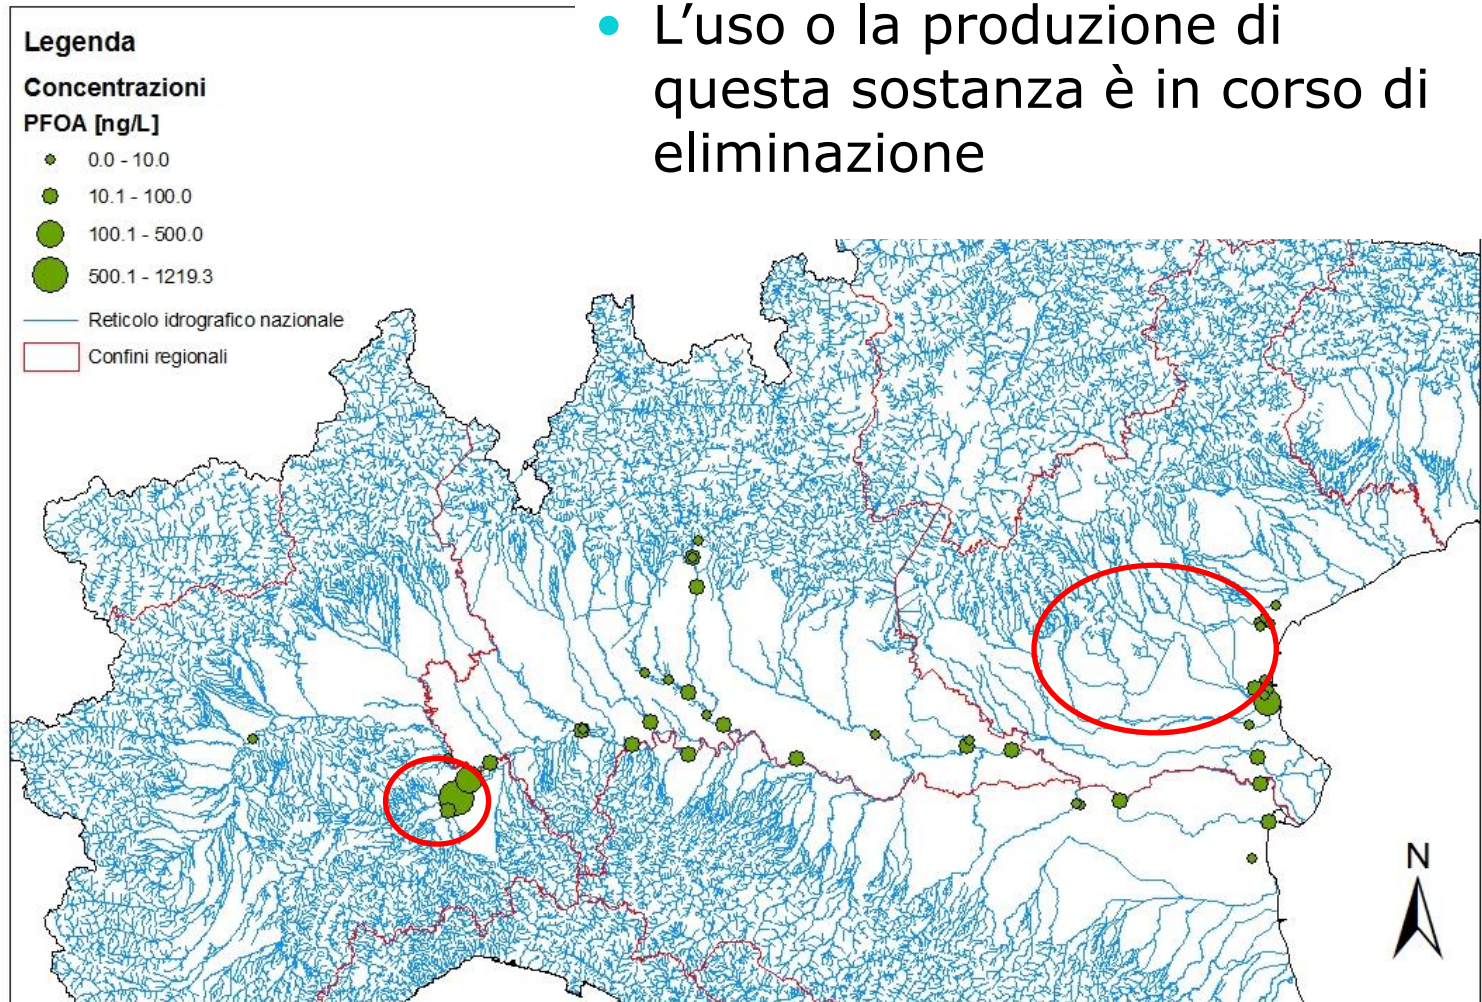 • L’uso o la produzione di
questa sostanza è in corso di
eliminazione
Legenda
Concentrazioni
PFOA [ng/L]
0.0 - 10.0
10.1 - 100.0
100.1 - 500.0
500.1 - 1219.3
Reticolo idrografico nazionale
Confini regionali
N